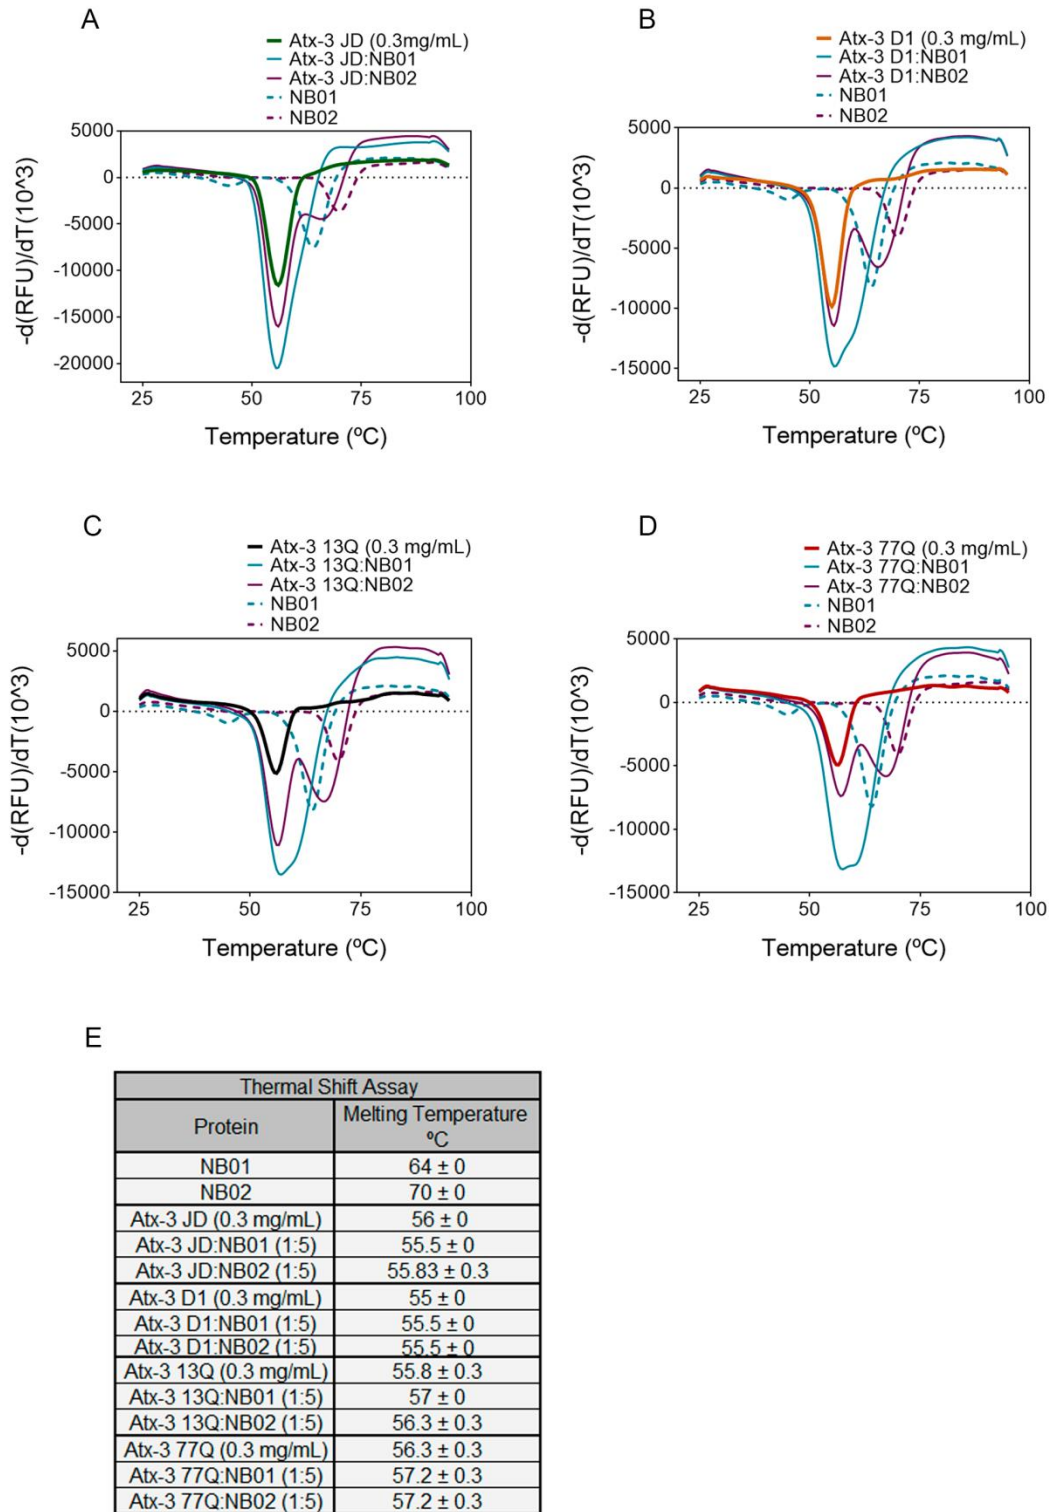 A
Atx-3 JD (0.3mg/mL)
Atx-3 JD:NB01
Atx-3 JD:NB02
NB01
NB02
5000
0
-5000
-10000
-15000
-20000
-d(RFU)/dT(10^3)
25
50
75
100
Temperature (ºC)
B
Atx-3 D1 (0.3 mg/mL)
Atx-3 D1:NB01
Atx-3 D1:NB02
NB01
NB02
5000
0
-5000
-10000
-15000
-d(RFU)/dT(10^3)
25
50
75
100
Temperature (ºC)
C
Atx-3 13Q (0.3 mg/mL)
Atx-3 13Q:NB01
Atx-3 13Q:NB02
NB01
NB02
5000
0
-5000
-10000
-15000
-d(RFU)/dT(10^3)
25
50
75
100
Temperature (ºC)
D
Atx-3 77Q (0.3 mg/mL)
Atx-3 77Q:NB01
Atx-3 77Q:NB02
NB01
NB02
5000
0
-5000
-10000
-15000
-d(RFU)/dT(10^3)
25
50
75
100
Temperature (ºC)
E
Thermal Shift Assay
Protein
Melting Temperature
ºC
NB01 64 ± 0
NB02 70 ± 0
Atx-3 JD (0.3 mg/mL) 56 ± 0
Atx-3 JD:NB01 (1:5) 55.5 ± 0
Atx-3 JD:NB02 (1:5) 55.83 ± 0.3
Atx-3 D1 (0.3 mg/mL) 55 ± 0
Atx-3 D1:NB01 (1:5) 55.5 ± 0
Atx-3 D1:NB02 (1:5) 55.5 ± 0
Atx-3 13Q (0.3 mg/mL) 55.8 ± 0.3
Atx-3 13Q:NB01 (1:5) 57 ± 0
Atx-3 13Q:NB02 (1:5) 56.3 ± 0.3
Atx-3 77Q (0.3 mg/mL) 56.3 ± 0.3
Atx-3 77Q:NB01 (1:5) 57.2 ± 0.3
Atx-3 77Q:NB02 (1:5) 57.2 ± 0.3